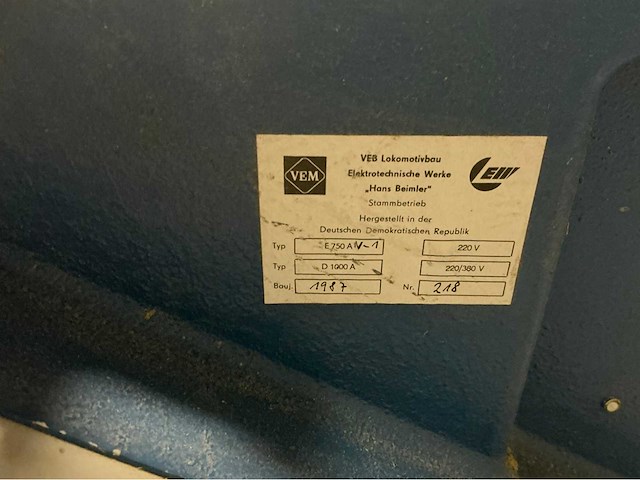 VEM
VEB Lokomotivbau
Elektrotechnische Werke
„Hans Beimler"
Stammbetrieb
LEW
Hergestellt in der
Deutschen Demokratischen Republik
Typ E 750 A V-1 220 V
Typ D 1000 A 220/380 V
Bauj. 1987 Nr. 218